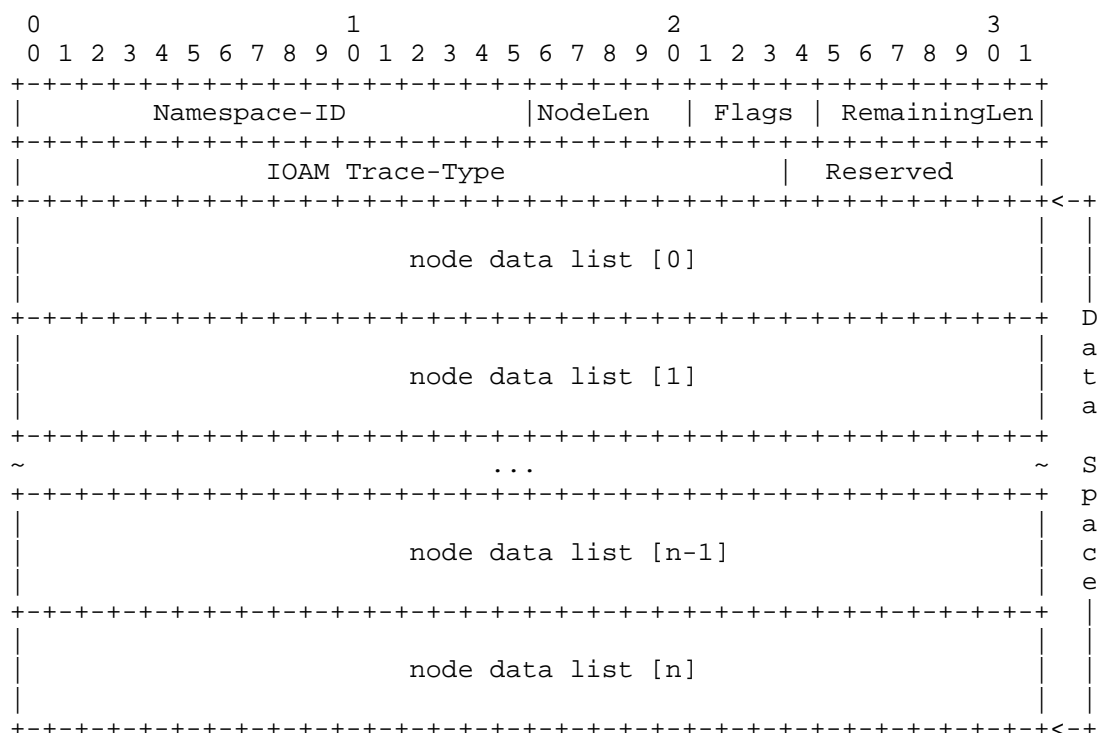 0                   1                   2                   3
 0 1 2 3 4 5 6 7 8 9 0 1 2 3 4 5 6 7 8 9 0 1 2 3 4 5 6 7 8 9 0 1
+-+-+-+-+-+-+-+-+-+-+-+-+-+-+-+-+-+-+-+-+-+-+-+-+-+-+-+-+-+-+-+-+
|        Namespace-ID           |NodeLen  | Flags | RemainingLen|
+-+-+-+-+-+-+-+-+-+-+-+-+-+-+-+-+-+-+-+-+-+-+-+-+-+-+-+-+-+-+-+-+
|               IOAM Trace-Type                 |  Reserved     |
+-+-+-+-+-+-+-+-+-+-+-+-+-+-+-+-+-+-+-+-+-+-+-+-+-+-+-+-+-+-+-+-+<-+
|                                                               |  |
|                        node data list [0]                     |  |
|                                                               |  |
+-+-+-+-+-+-+-+-+-+-+-+-+-+-+-+-+-+-+-+-+-+-+-+-+-+-+-+-+-+-+-+-+  D
|                                                               |  a
|                        node data list [1]                     |  t
|                                                               |  a
+-+-+-+-+-+-+-+-+-+-+-+-+-+-+-+-+-+-+-+-+-+-+-+-+-+-+-+-+-+-+-+-+
~                             ...                               ~  S
+-+-+-+-+-+-+-+-+-+-+-+-+-+-+-+-+-+-+-+-+-+-+-+-+-+-+-+-+-+-+-+-+  p
|                                                               |  a
|                        node data list [n-1]                   |  c
|                                                               |  e
+-+-+-+-+-+-+-+-+-+-+-+-+-+-+-+-+-+-+-+-+-+-+-+-+-+-+-+-+-+-+-+-+  |
|                                                               |  |
|                        node data list [n]                     |  |
|                                                               |  |
+-+-+-+-+-+-+-+-+-+-+-+-+-+-+-+-+-+-+-+-+-+-+-+-+-+-+-+-+-+-+-+-+<-+